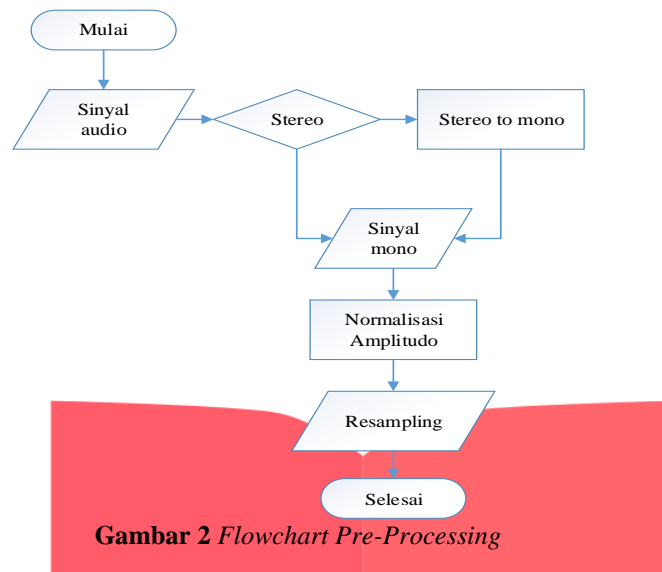 Mulai
Sinyal
audio
Stereo
Stereo to mono
Sinyal
mono
Normalisasi
Amplitudo
Resampling
Selesai
Gambar 2 Flowchart Pre-Processing